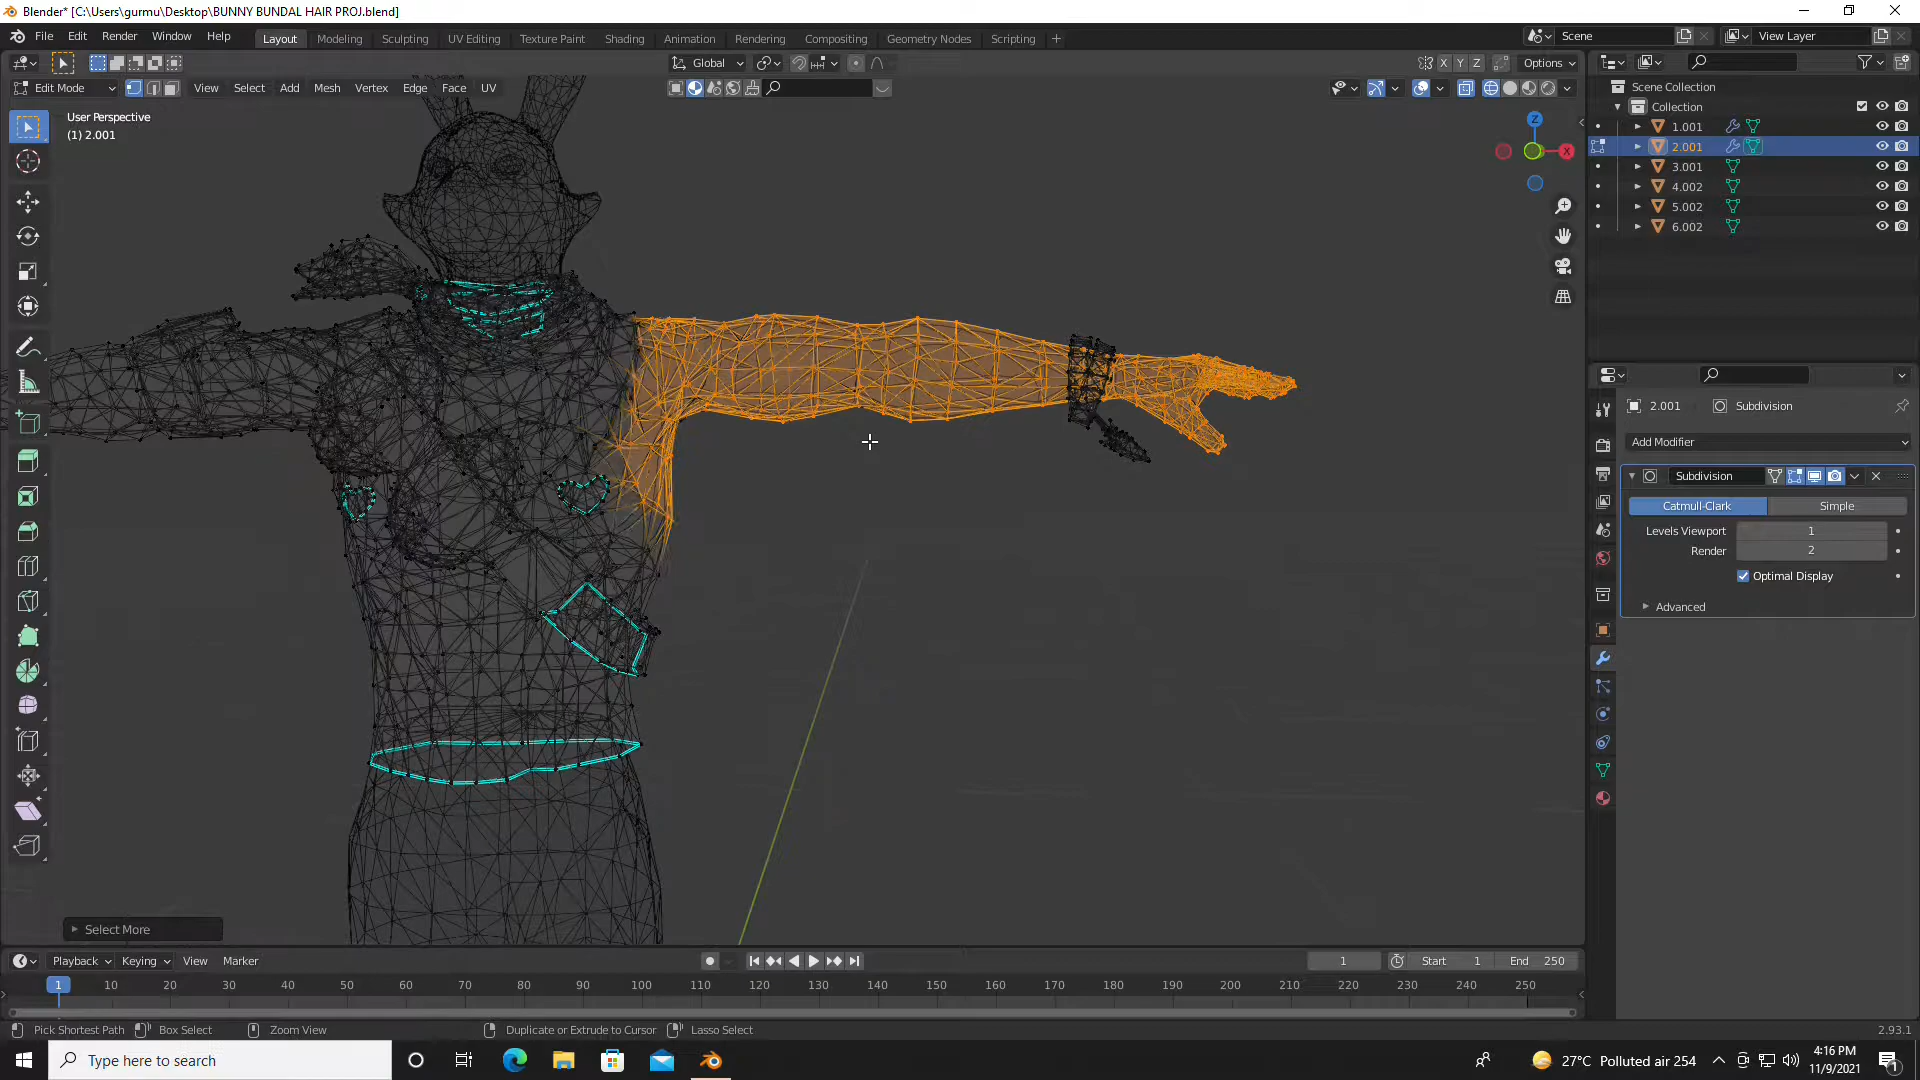 Blender* [C:\Users\gurmu\Desktop\BUNNY BUNDAL HAIR PROJ.blend]
File Edit Render Window Help Layout Modeling Sculpting UV Editing Texture Paint Shading Animation Rendering Compositing Geometry Nodes Scripting + Scene View Layer
Global X Y Z Options
Edit Mode View Select Add Mesh Vertex Edge Face UV
User Perspective
(1) 2.001
Z
X
Scene Collection
Collection
1.001
2.001
3.001
4.002
5.002
6.002
2.001 Subdivision
Add Modifier
Subdivision
Catmull-Clark Simple
Levels Viewport 1
Render 2
Optimal Display
Advanced
Select More
Playback Keying View Marker 1 Start 1 End 250
1 10 20 30 40 50 60 70 80 90 100 110 120 130 140 150 160 170 180 190 200 210 220 230 240 250
Pick Shortest Path Box Select Zoom View Duplicate or Extrude to Cursor Lasso Select 2.93.1
Type here to search
27°C Polluted air 254
4:16 PM
11/9/2021
1